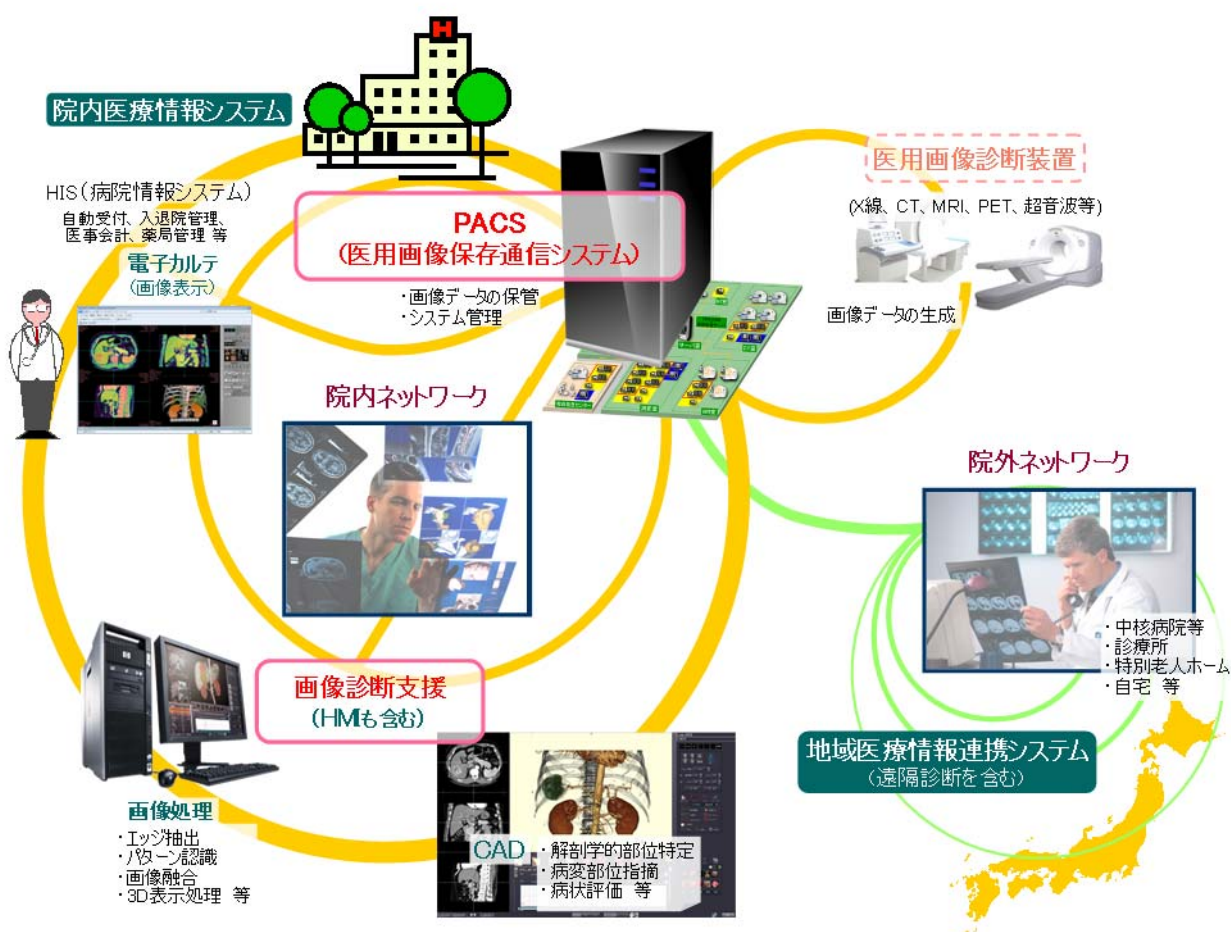 H
院内医療情報システム
HIS(病院情報システム)
自動受付、入退院管理、
医事会計、薬局管理 等
電子カルテ
(画像表示)
PACS
(医用画像保存通信システム)
・画像データの保管
・システム管理
医用画像診断装置
(X線、CT、MRI、PET、超音波等)
画像データの生成
院内ネットワーク
院外ネットワーク
・中核病院等
・診療所
・特別老人ホーム
・自宅 等
画像診断支援
(HMIも含む)
地域医療情報連携システム
(遠隔診断を含む)
画像処理
・エッジ抽出
・パターン認識
・画像融合
・3D表示処理 等
CAD
・解剖学的部位特定
・病変部位指摘
・病状評価 等